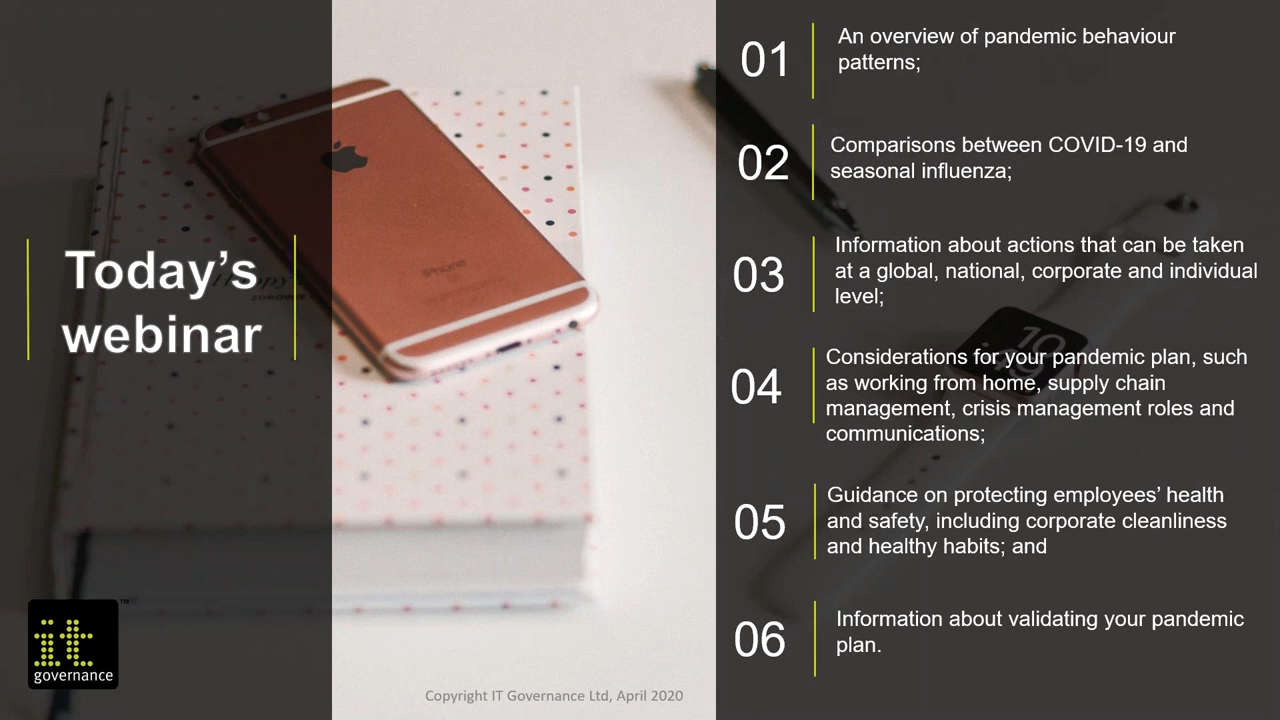 Today's
webinar
01
An overview of pandemic behaviour
patterns;
02
Comparisons between COVID-19 and
seasonal influenza;
03
Information about actions that can be taken
at a global, national, corporate and individual
level;
04
Considerations for your pandemic plan, such
as working from home, supply chain
management, crisis management roles and
communications;
05
Guidance on protecting employees' health
and safety, including corporate cleanliness
and healthy habits; and
06
Information about validating your pandemic
plan.
iPhone
it
governance
™
Copyright IT Governance Ltd, April 2020